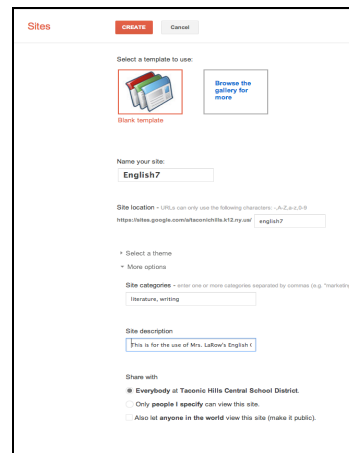 Sites
CREATE Cancel
Select a template to use:
Browse the
gallery for
more
Blank template
Name your site:
English7
Site location - URLs can only use the following characters: -,A-Z,a-z,0-9
https://sites.google.com/a/taconichills.k12.ny.us/ english7
Select a theme
More options
Site categories - enter one or more categories separated by commas (e.g. "marketin
literature, writing
Site description
This is for the use of Mrs. LaRow's English
Share with
Everybody at Taconic Hills Central School District.
Only people I specify can view this site.
Also let anyone in the world view this site (make it public).